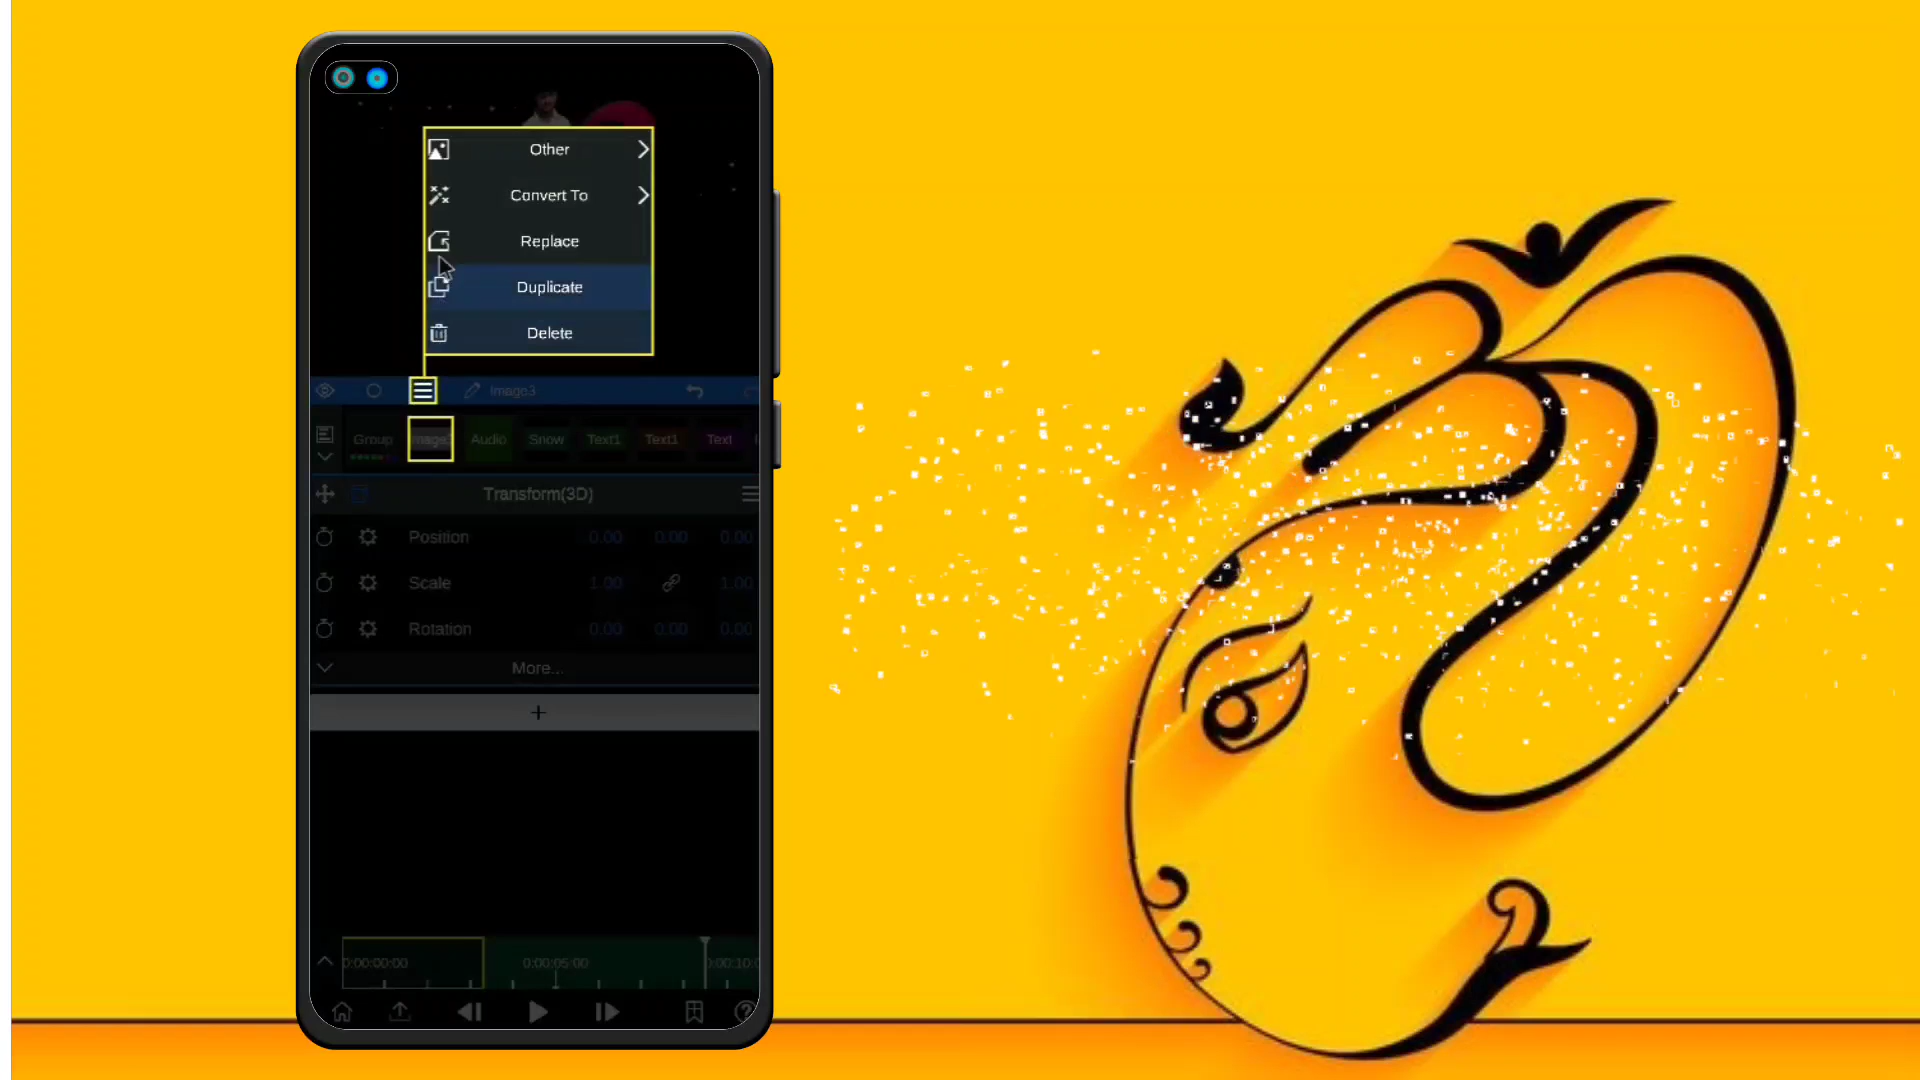 Other
Convert To
Replace
Duplicate
Delete
Image3
Group Image3 Audio Snow Text1 Text1 Text
Transform(3D)
Position 0.00 0.00 0.00
Scale 1.00 1.00
Rotation 0.00 0.00 0.00
More...
+
0:00:00:00 0:00:05:00